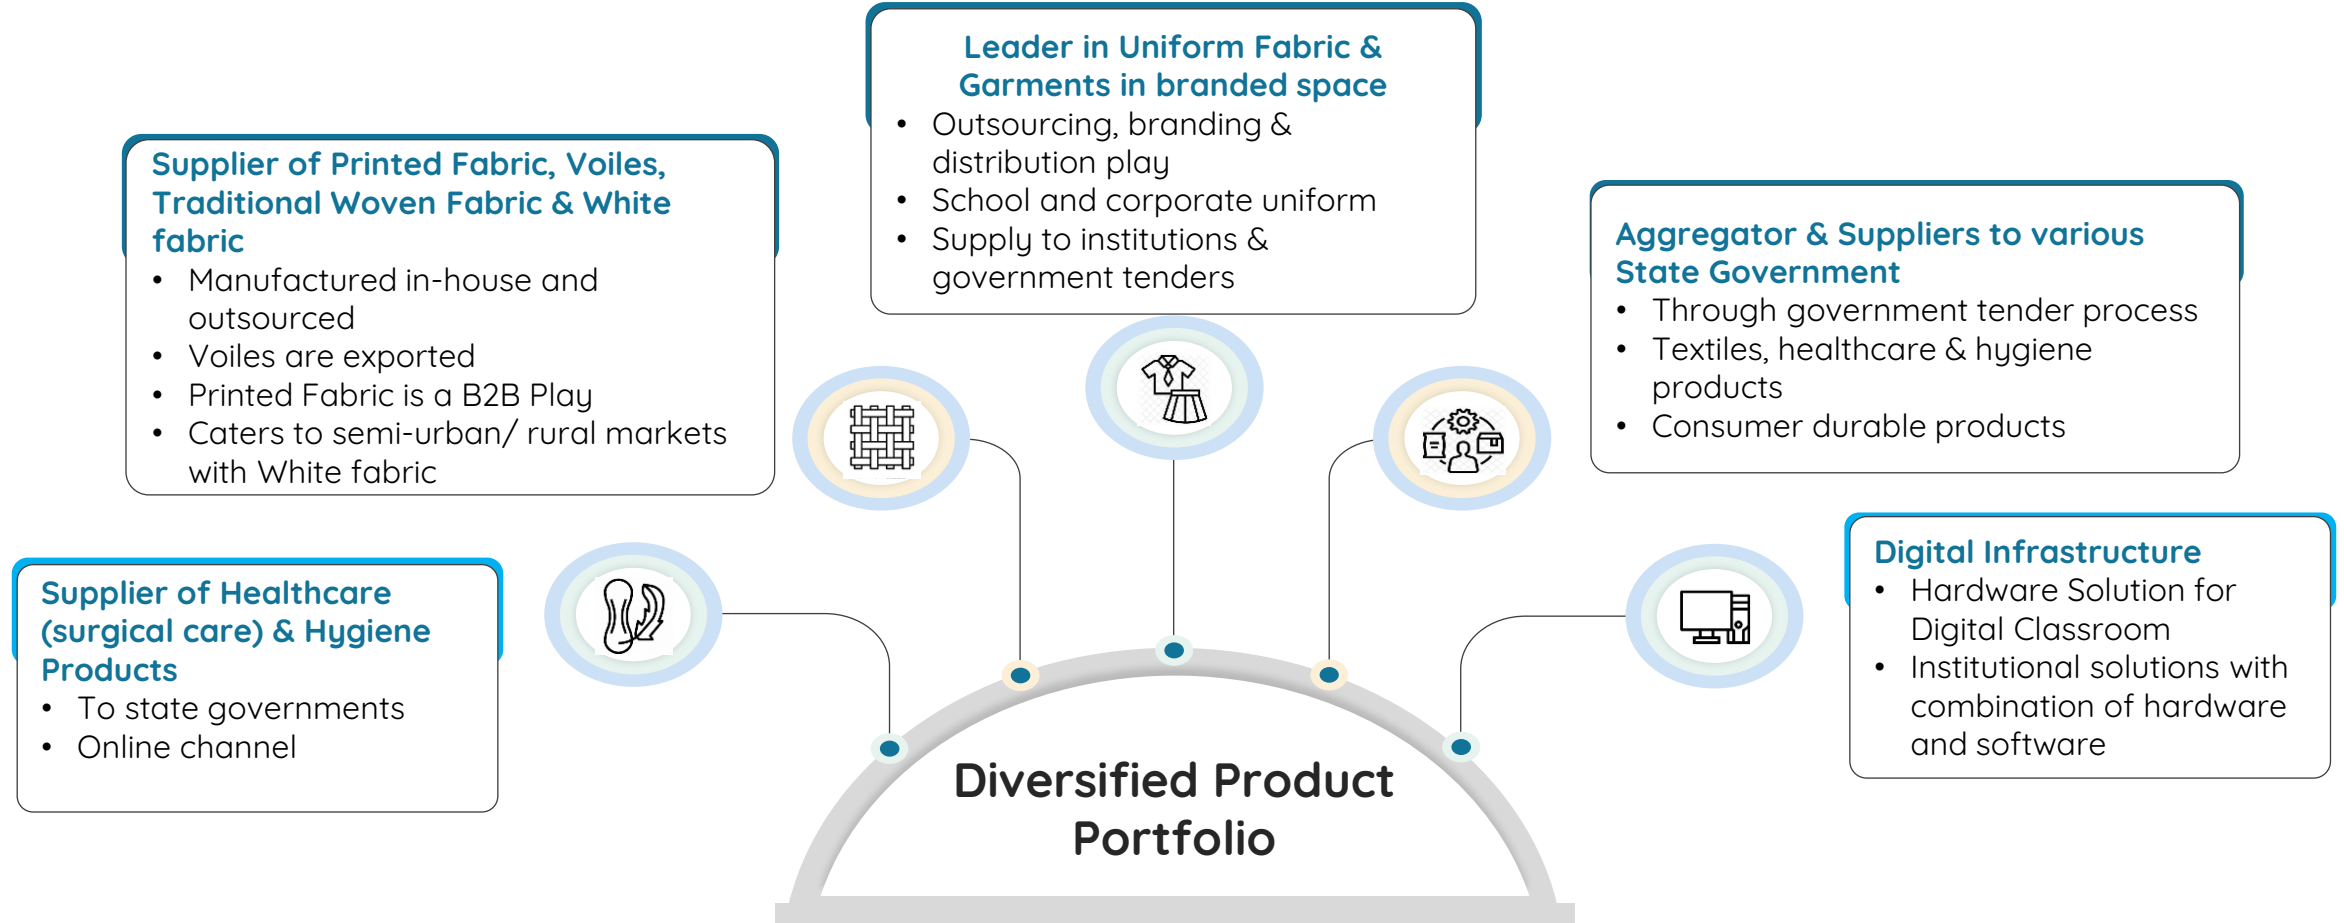 Leader in Uniform Fabric &
Garments in branded space
• Outsourcing, branding &
distribution play
• School and corporate uniform
• Supply to institutions &
government tenders
Supplier of Printed Fabric, Voiles,
Traditional Woven Fabric & White
fabric
• Manufactured in-house and
outsourced
• Voiles are exported
• Printed Fabric is a B2B Play
• Caters to semi-urban/ rural markets
with White fabric
Aggregator & Suppliers to various
State Government
• Through government tender process
• Textiles, healthcare & hygiene
products
• Consumer durable products
Supplier of Healthcare
(surgical care) & Hygiene
Products
• To state governments
• Online channel
Digital Infrastructure
• Hardware Solution for
Digital Classroom
• Institutional solutions with
combination of hardware
and software
Diversified Product
Portfolio